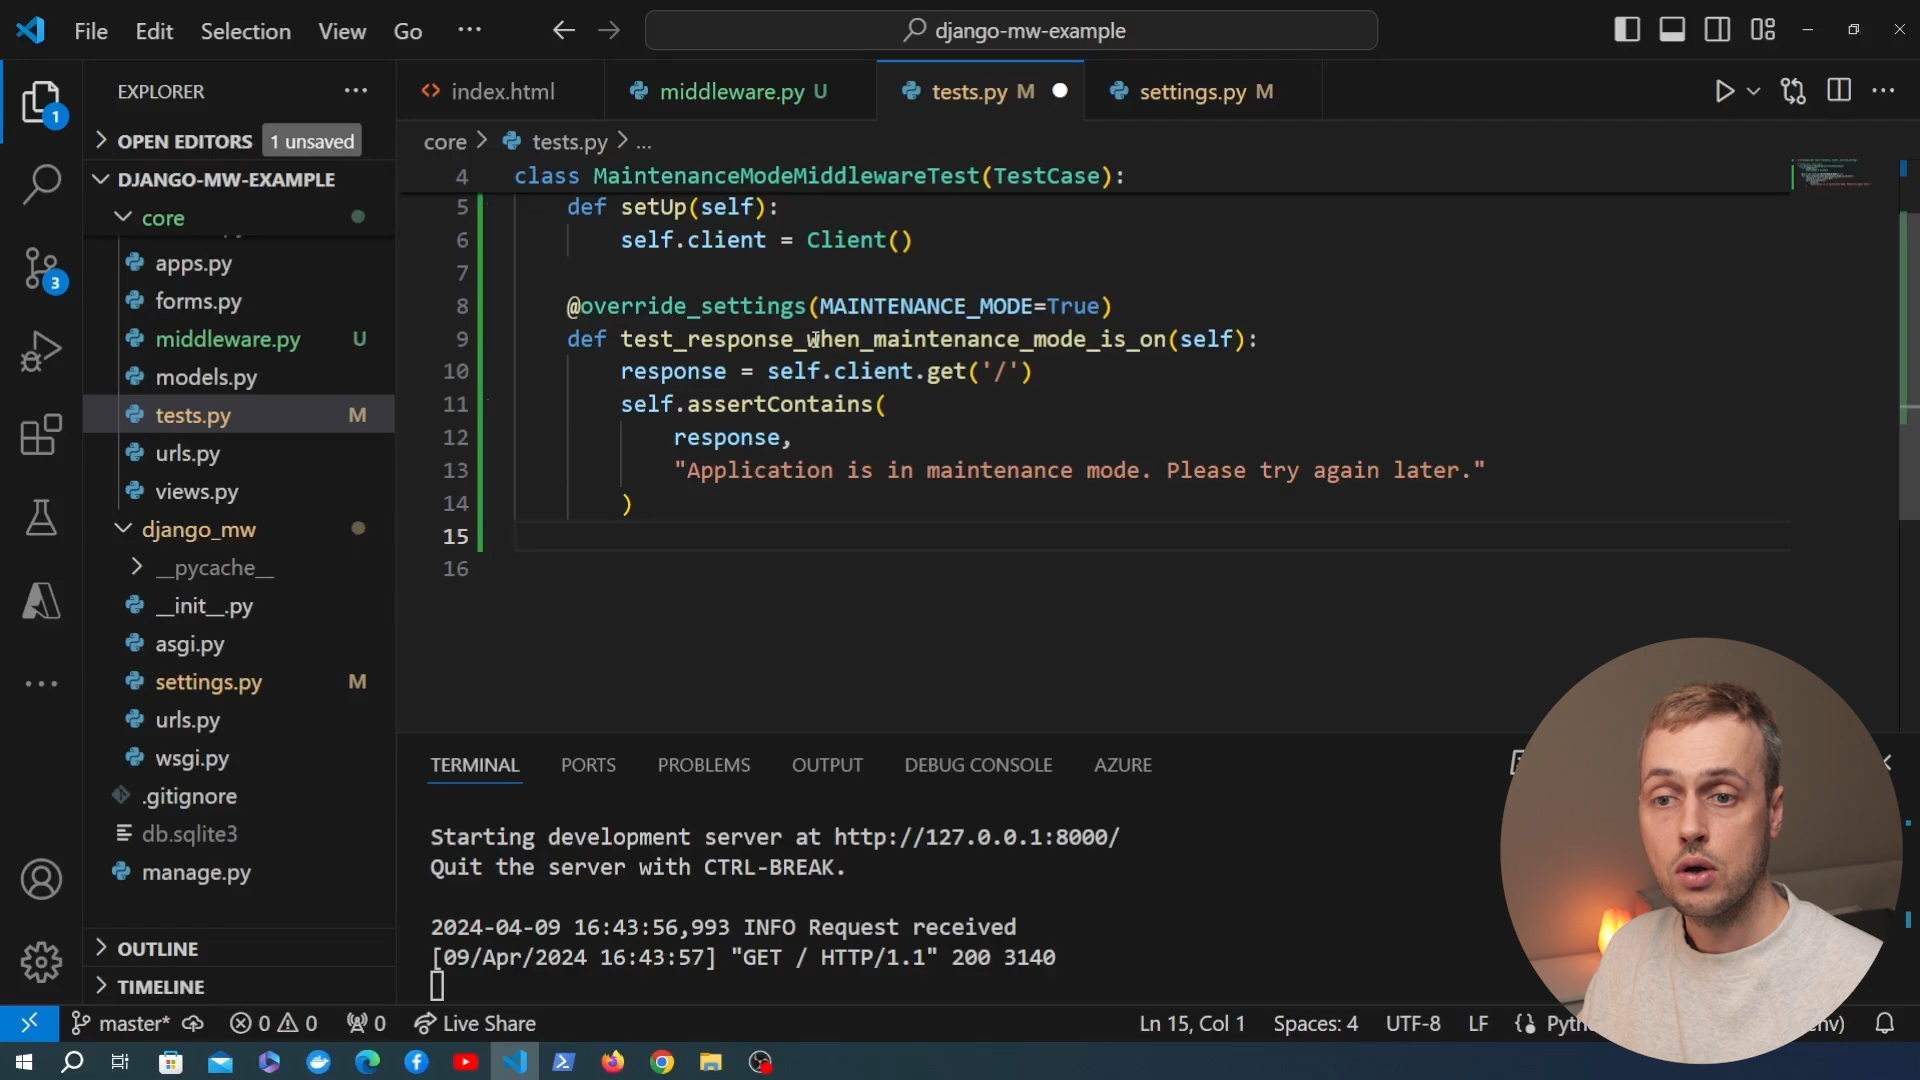 File Edit Selection View Go ...
django-mw-example
EXPLORER
1
OPEN EDITORS 1 unsaved
DJANGO-MW-EXAMPLE
core
apps.py
forms.py
middleware.py U
models.py
tests.py M
urls.py
views.py
django_mw
__pycache__
__init__.py
asgi.py
settings.py M
urls.py
wsgi.py
.gitignore
db.sqlite3
manage.py
OUTLINE
TIMELINE
3
index.html middleware.py U tests.py M settings.py M
core > tests.py > ...
4 class MaintenanceModeMiddlewareTest(TestCase):
5 def setUp(self):
6 self.client = Client()
7
8 @override_settings(MAINTENANCE_MODE=True)
9 def test_response_when_maintenance_mode_is_on(self):
10 response = self.client.get('/')
11 self.assertContains(
12 response,
13 "Application is in maintenance mode. Please try again later."
14 )
15
16
TERMINAL PORTS PROBLEMS OUTPUT DEBUG CONSOLE AZURE
Starting development server at http://127.0.0.1:8000/
Quit the server with CTRL-BREAK.
2024-04-09 16:43:56,993 INFO Request received
[09/Apr/2024 16:43:57] "GET / HTTP/1.1" 200 3140
master* 0 0 0 Live Share Ln 15, Col 1 Spaces: 4 UTF-8 LF